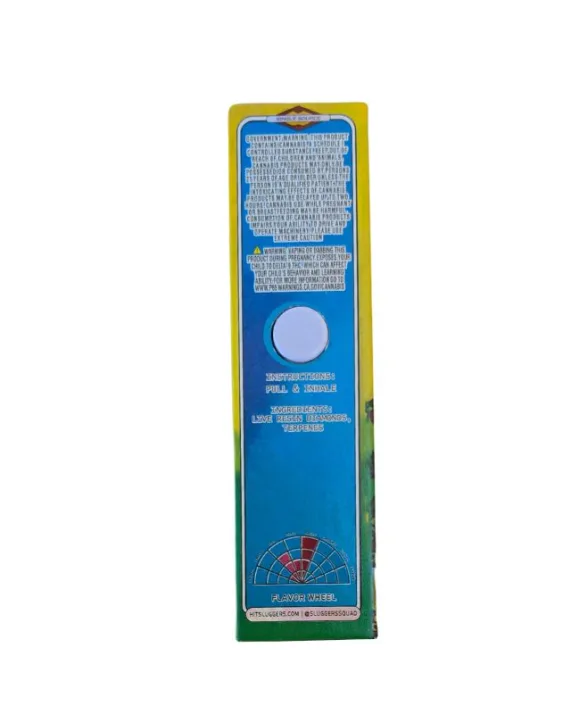 SINGLE SOURCE
GOVERNMENT WARNING: THIS PRODUCT
CONTAINS CANNABIS, A SCHEDULE I
CONTROLLED SUBSTANCE. KEEP OUT OF
REACH OF CHILDREN AND ANIMALS.
CANNABIS PRODUCTS MAY ONLY BE
POSSESSED OR CONSUMED BY PERSONS
21 YEARS OF AGE OR OLDER UNLESS THE
PERSON IS A QUALIFIED PATIENT. THE
INTOXICATING EFFECTS OF CANNABIS
PRODUCTS MAY BE DELAYED UP TO TWO
HOURS. CANNABIS USE WHILE PREGNANT
OR BREASTFEEDING MAY BE HARMFUL.
CONSUMPTION OF CANNABIS PRODUCTS
IMPAIRS YOUR ABILITY TO DRIVE AND
OPERATE MACHINERY. PLEASE USE
EXTREME CAUTION.
WARNING: VAPING OR DABBING THIS
PRODUCT DURING PREGNANCY EXPOSES YOUR
CHILD TO DELTA-9 THC, WHICH CAN AFFECT
YOUR CHILD'S BEHAVIOR AND LEARNING
ABILITY. FOR MORE INFORMATION GO TO
WWW.P65WARNINGS.CA.GOV/CANNABIS
INSTRUCTIONS:
PULL & INHALE
INGREDIENTS:
LIVE RESIN DIAMONDS,
TERPENES
FLAVOR WHEEL
HITSLUGGERS.COM | @SLUGGERSSQUAD